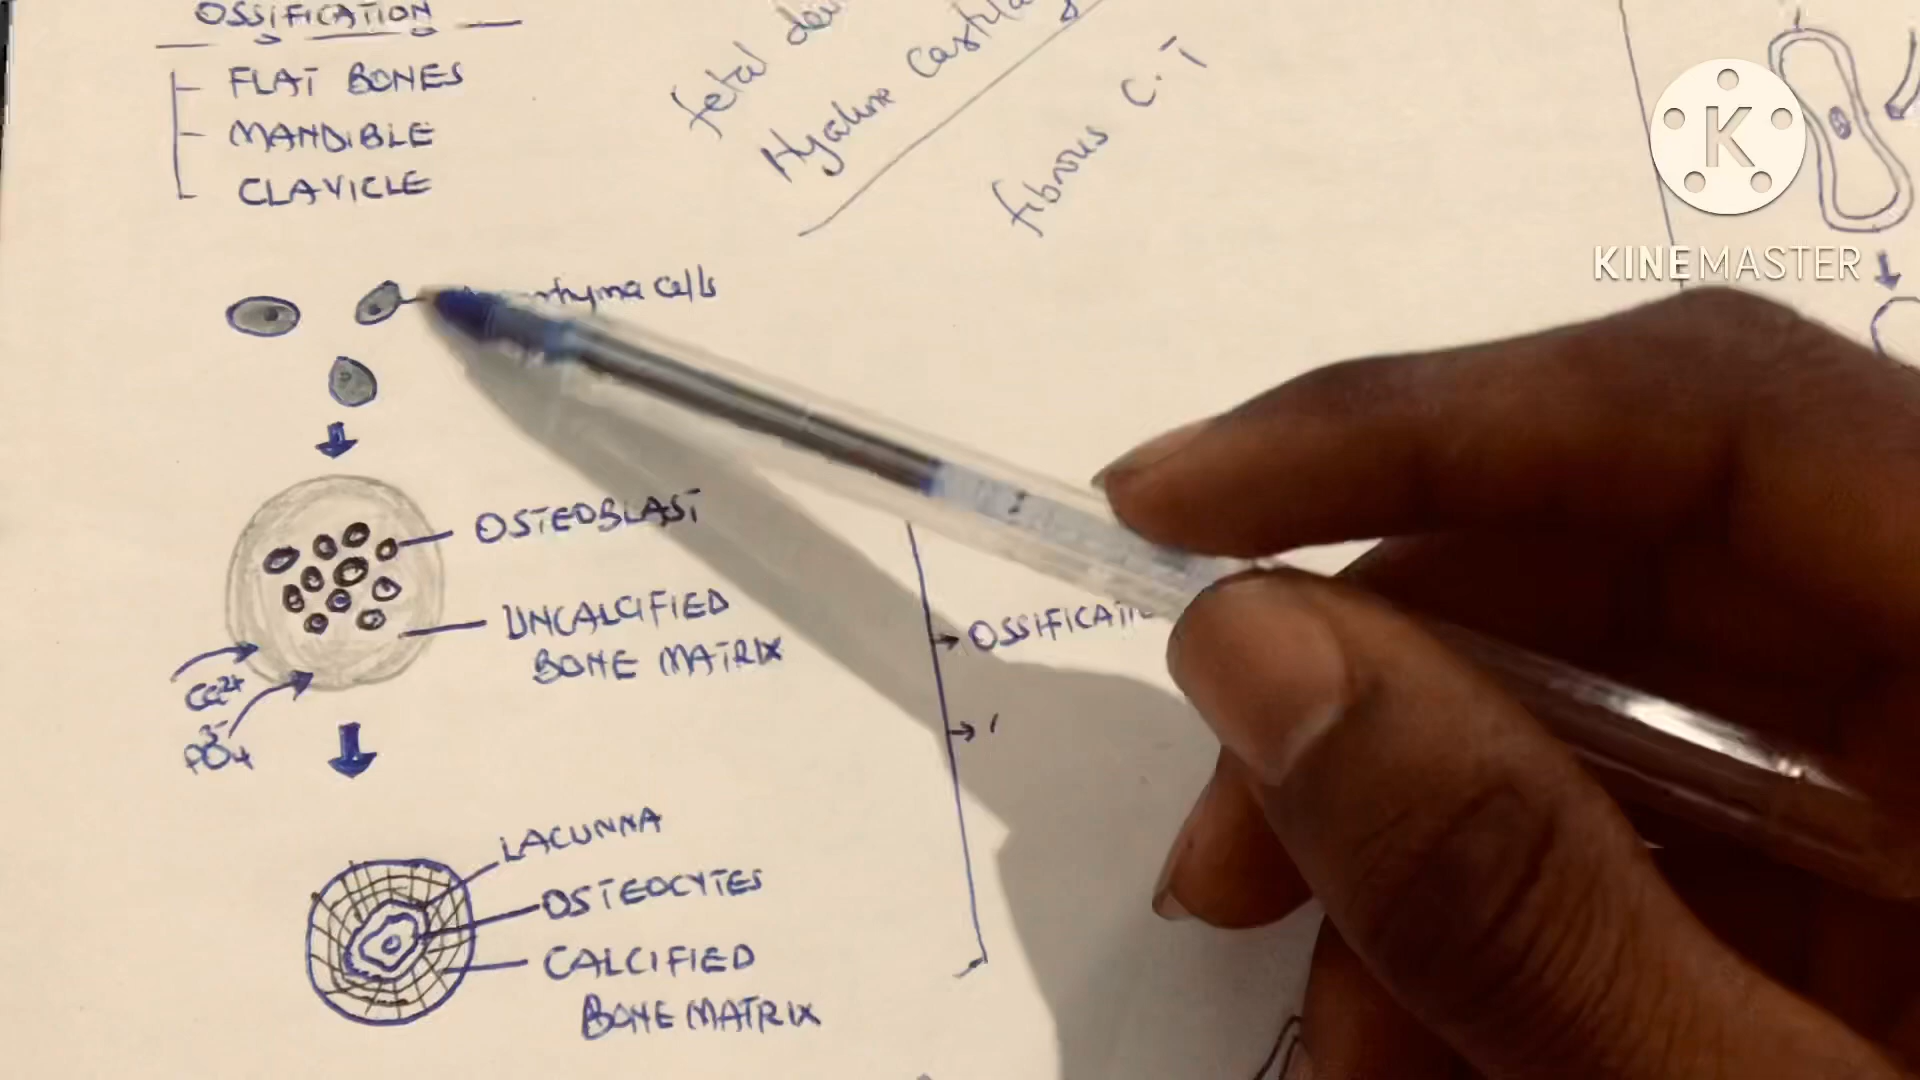 OSSIFICATION
FLAT BONES
MANDIBLE
CLAVICLE
fetal
Hyaline
fibrous C.T
cells
OSTEOBLAST
UNCALCIFIED
BONE MATRIX
Ca2+
PO4 3-
LACUNNA
OSTEOCYTES
CALCIFIED
BONE MATRIX
K
KINEMASTER